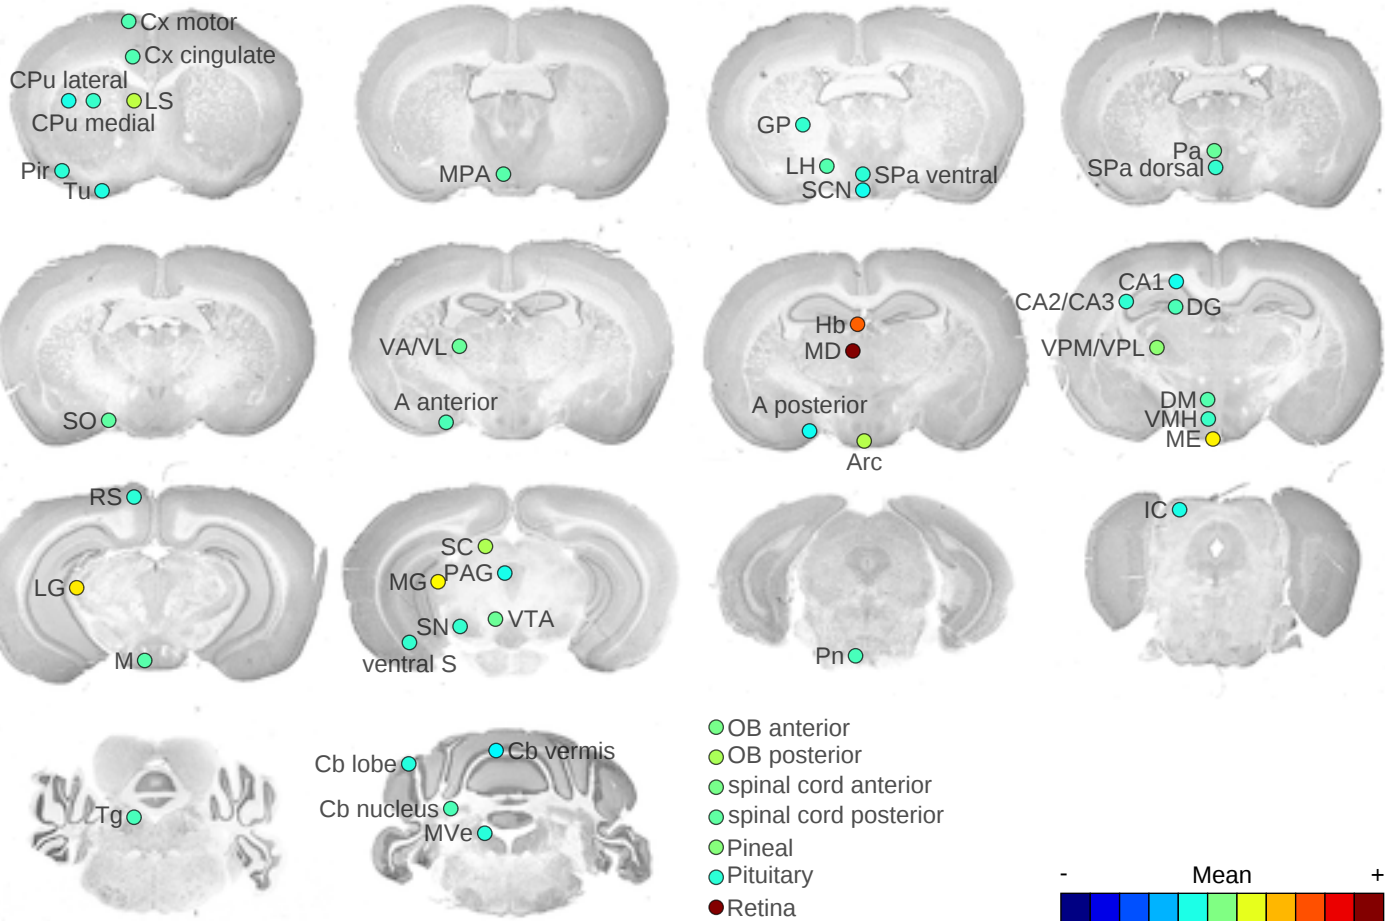 Cx motor
Cx cingulate
CPu lateral
LS
CPu medial
Pir
Tu
MPA
GP
LH
SPa ventral
SCN
Pa
SPa dorsal
SO
VA/VL
A anterior
Hb
MD
A posterior
Arc
CA1
CA2/CA3
DG
VPM/VPL
DM
VMH
ME
RS
LG
M
SC
PAG
MG
VTA
SN
ventral S
Pn
IC
Tg
Cb vermis
Cb lobe
Cb nucleus
MVe
OB anterior
OB posterior
spinal cord anterior
spinal cord posterior
Pineal
Pituitary
Retina
- Mean +